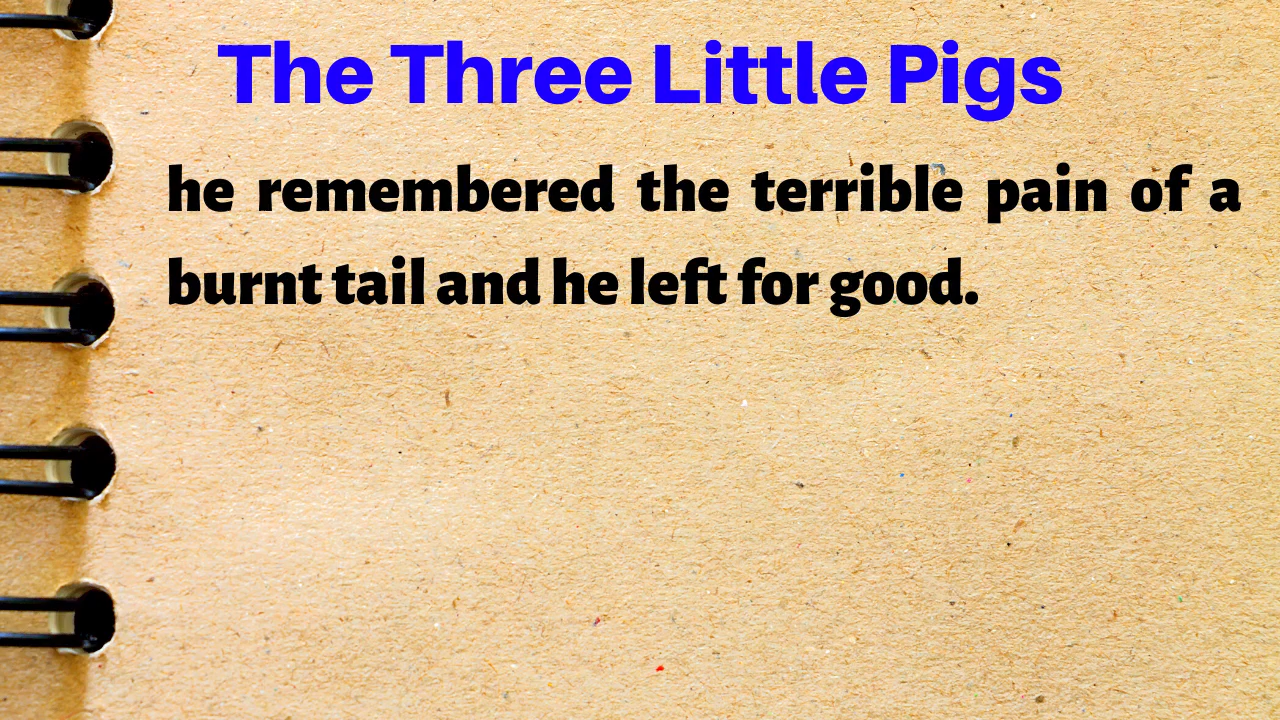 The Three Little Pigs
he remembered the terrible pain of a
burnt tail and he left for good.